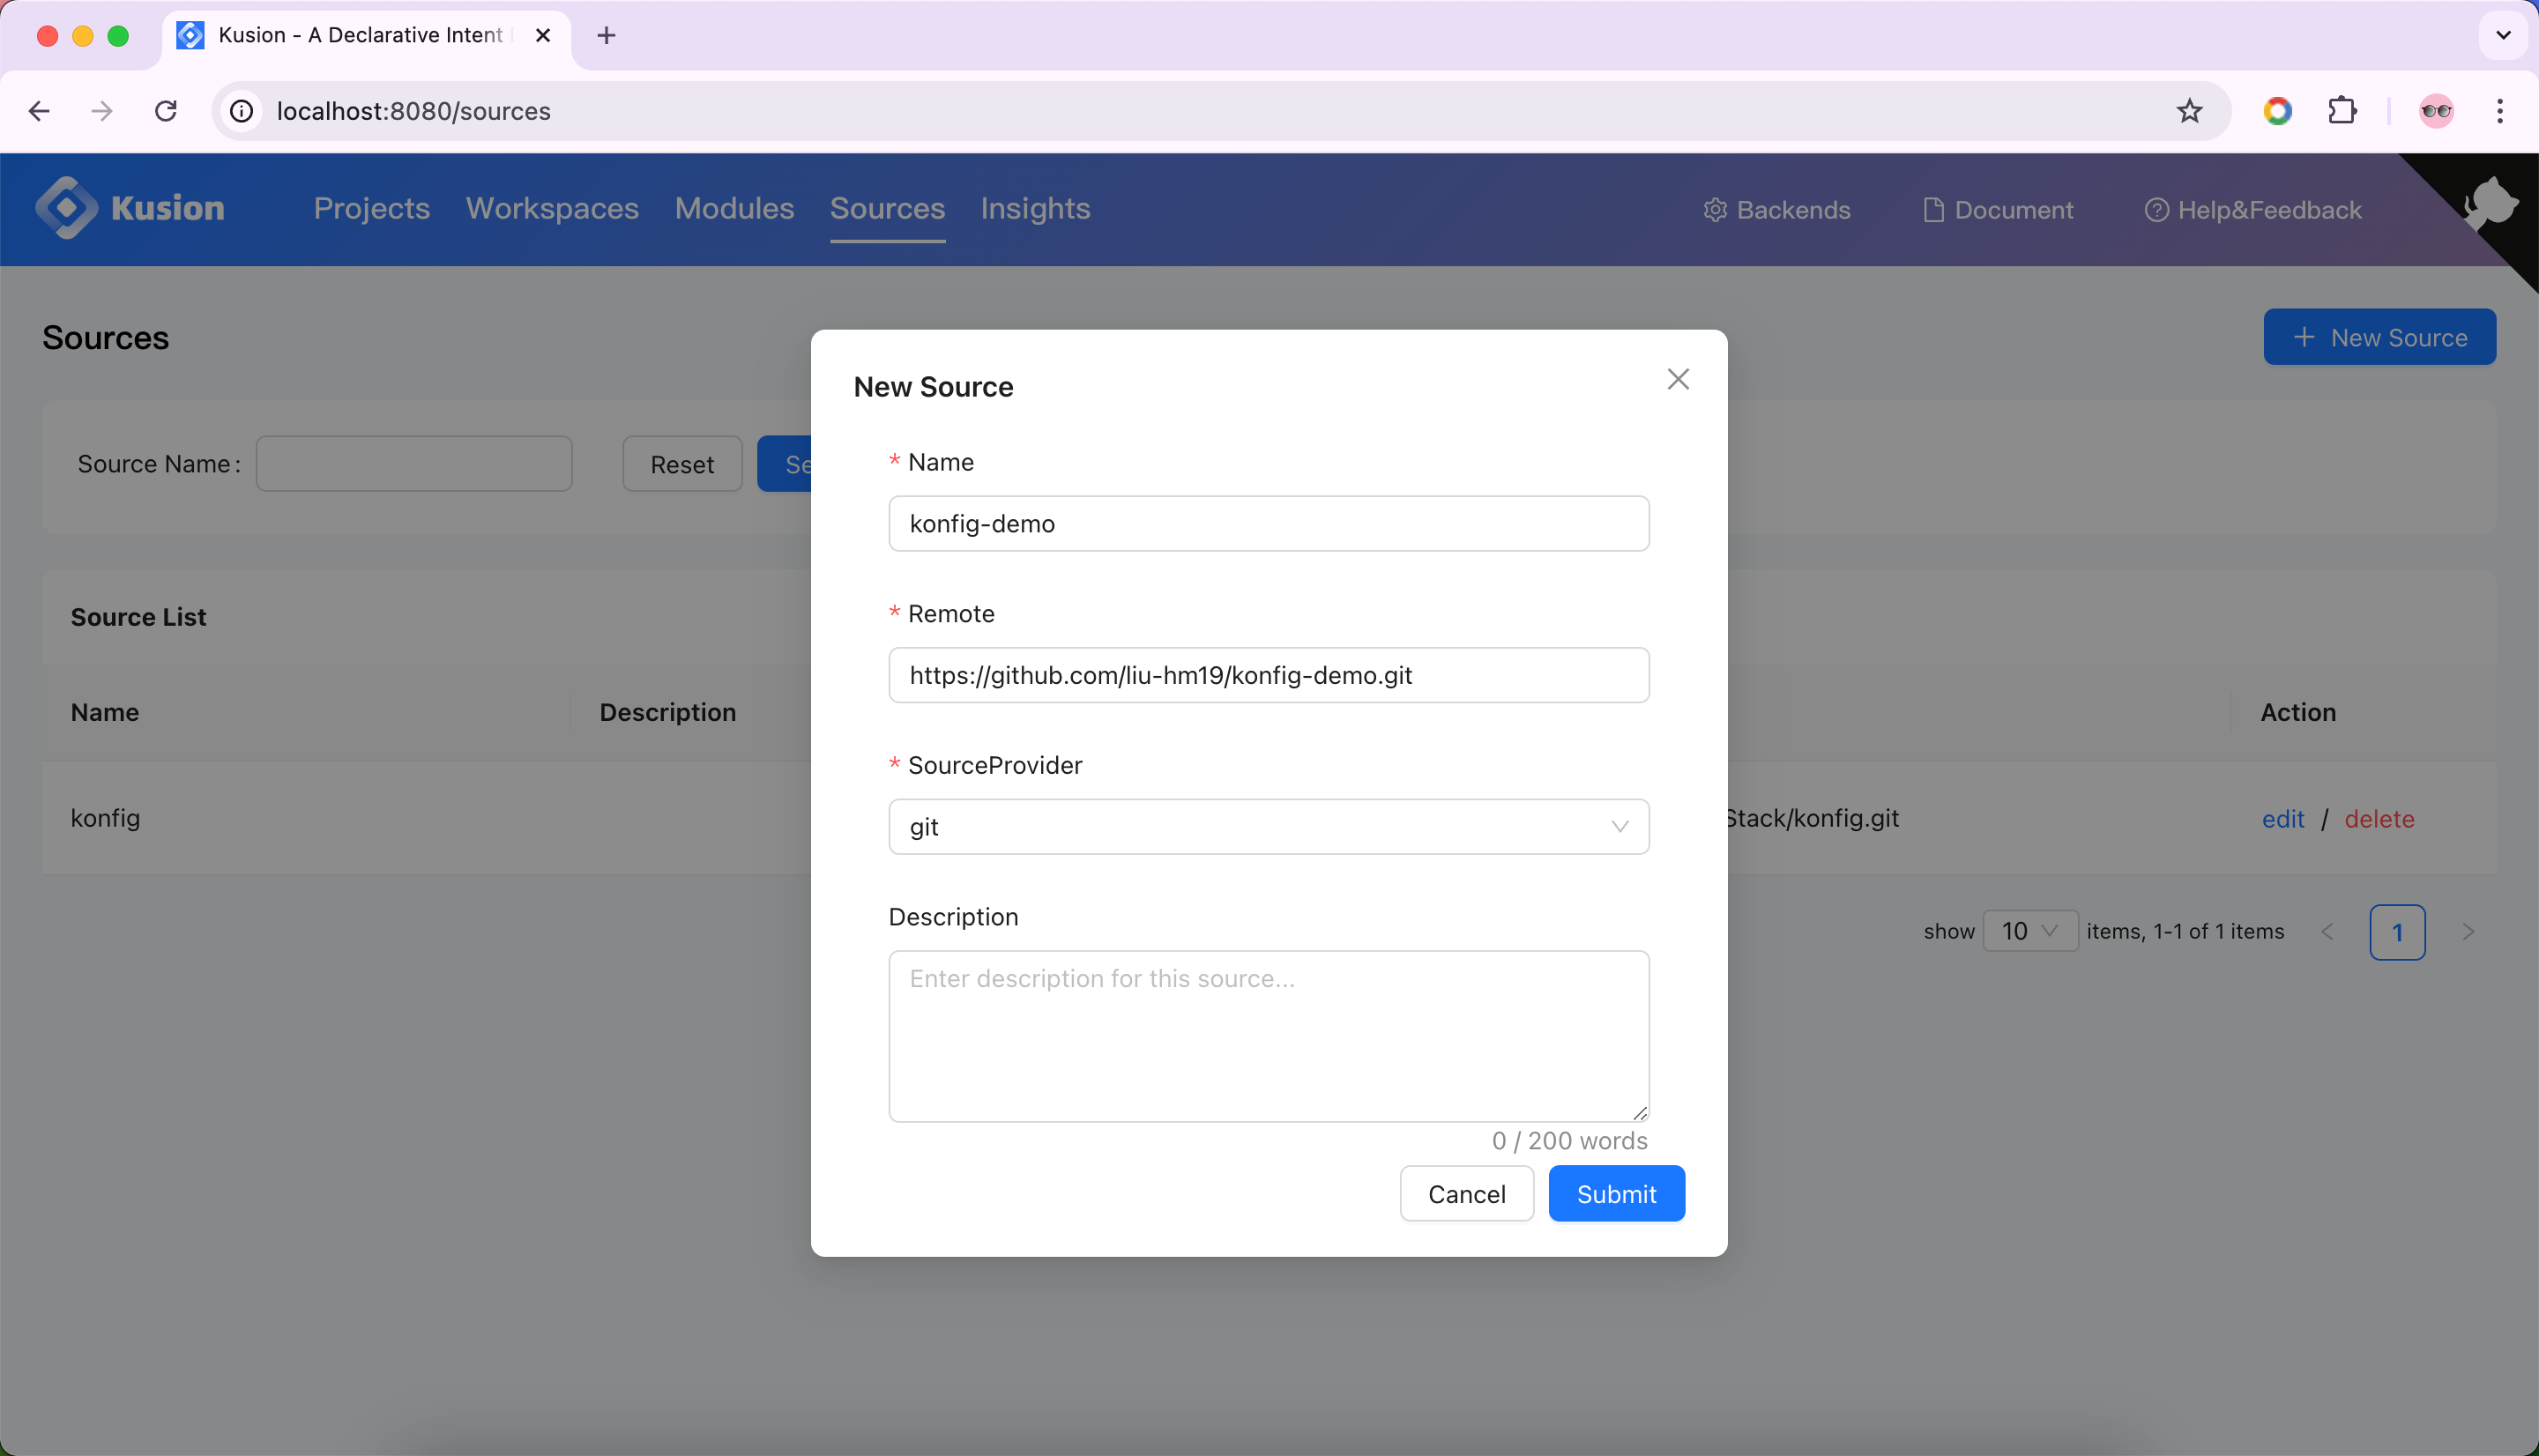 Kusion - A Declarative Intent
localhost:8080/sources
Kusion Projects Workspaces Modules Sources Insights Backends Document Help&Feedback
Sources
+ New Source
Source Name :
Reset
New Source
* Name
konfig-demo
* Remote
https://github.com/liu-hm19/konfig-demo.git
* SourceProvider
git
Description
Enter description for this source...
0 / 200 words
Cancel Submit
Source List
Name Description Action
konfig Stack/konfig.git edit / delete
show 10 items, 1-1 of 1 items < 1 >